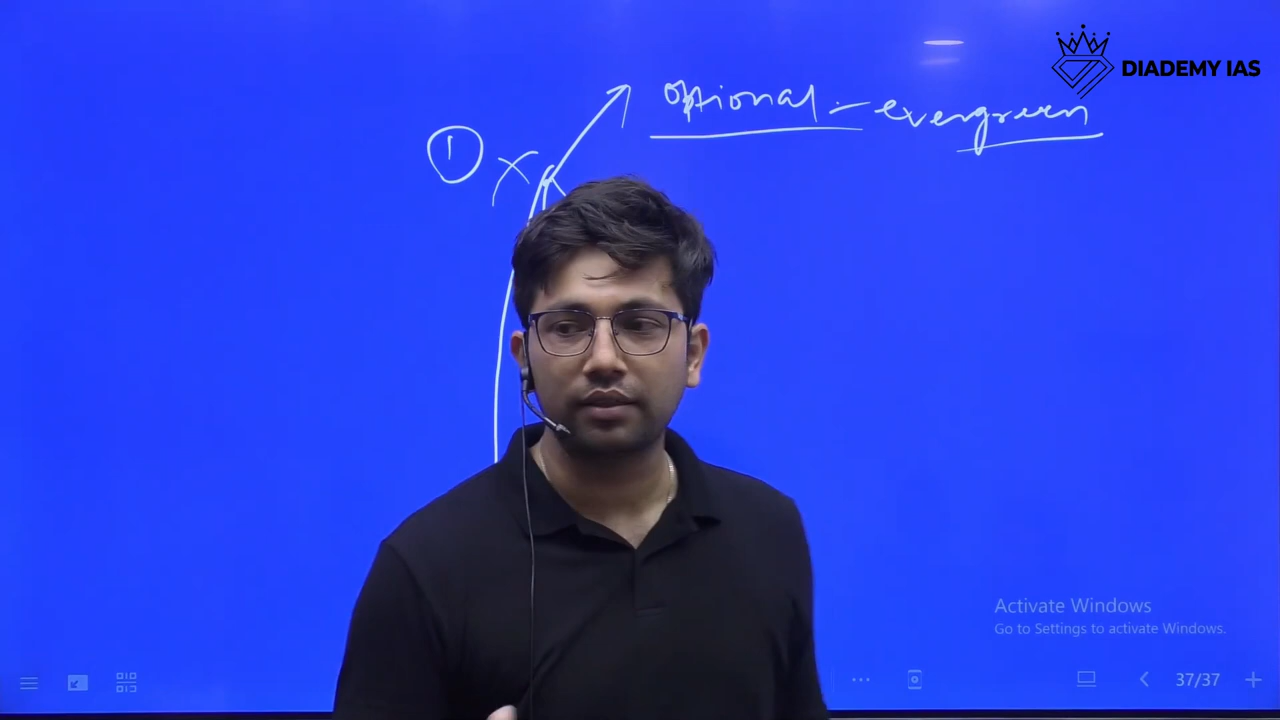 DIADEMY IAS
optional - evergreen
①
Activate Windows
Go to Settings to activate Windows.
37/37